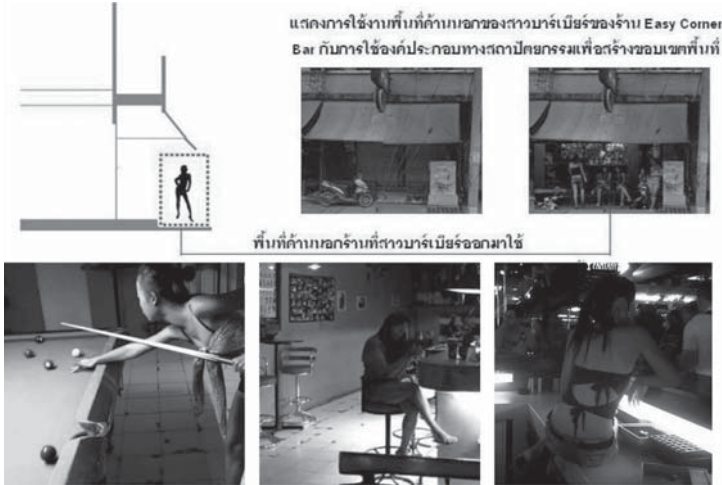 แสดงการใช้งานพื้นที่ด้านนอกของสาวบาร์เบียร์ของร้าน Easy Corner
Bar กับการใช้องค์ประกอบทางสถาปัตยกรรมเพื่อสร้างขอบเขตพื้นที่
พื้นที่ด้านนอกร้านที่สาวบาร์เบียร์ออกมาใช้